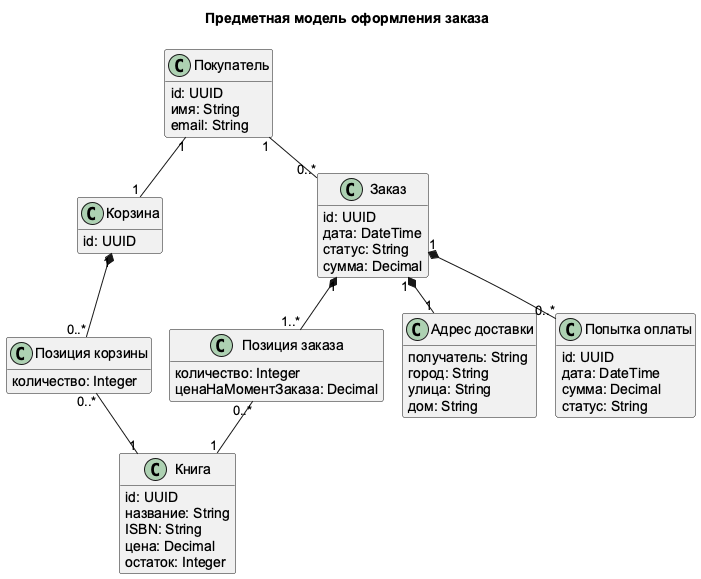 Предметная модель оформления заказа
C Покупатель
id: UUID
имя: String
email: String
1
1
1
0..*
C Корзина
id: UUID
C Заказ
id: UUID
дата: DateTime
статус: String
сумма: Decimal
1
0..*
1
1..*
1
1
1
0..*
C Позиция корзины
количество: Integer
C Позиция заказа
количество: Integer
ценаНаМоментЗаказа: Decimal
C Адрес доставки
получатель: String
город: String
улица: String
дом: String
C Попытка оплаты
id: UUID
дата: DateTime
сумма: Decimal
статус: String
0..*
1
0..*
1
C Книга
id: UUID
название: String
ISBN: String
цена: Decimal
остаток: Integer